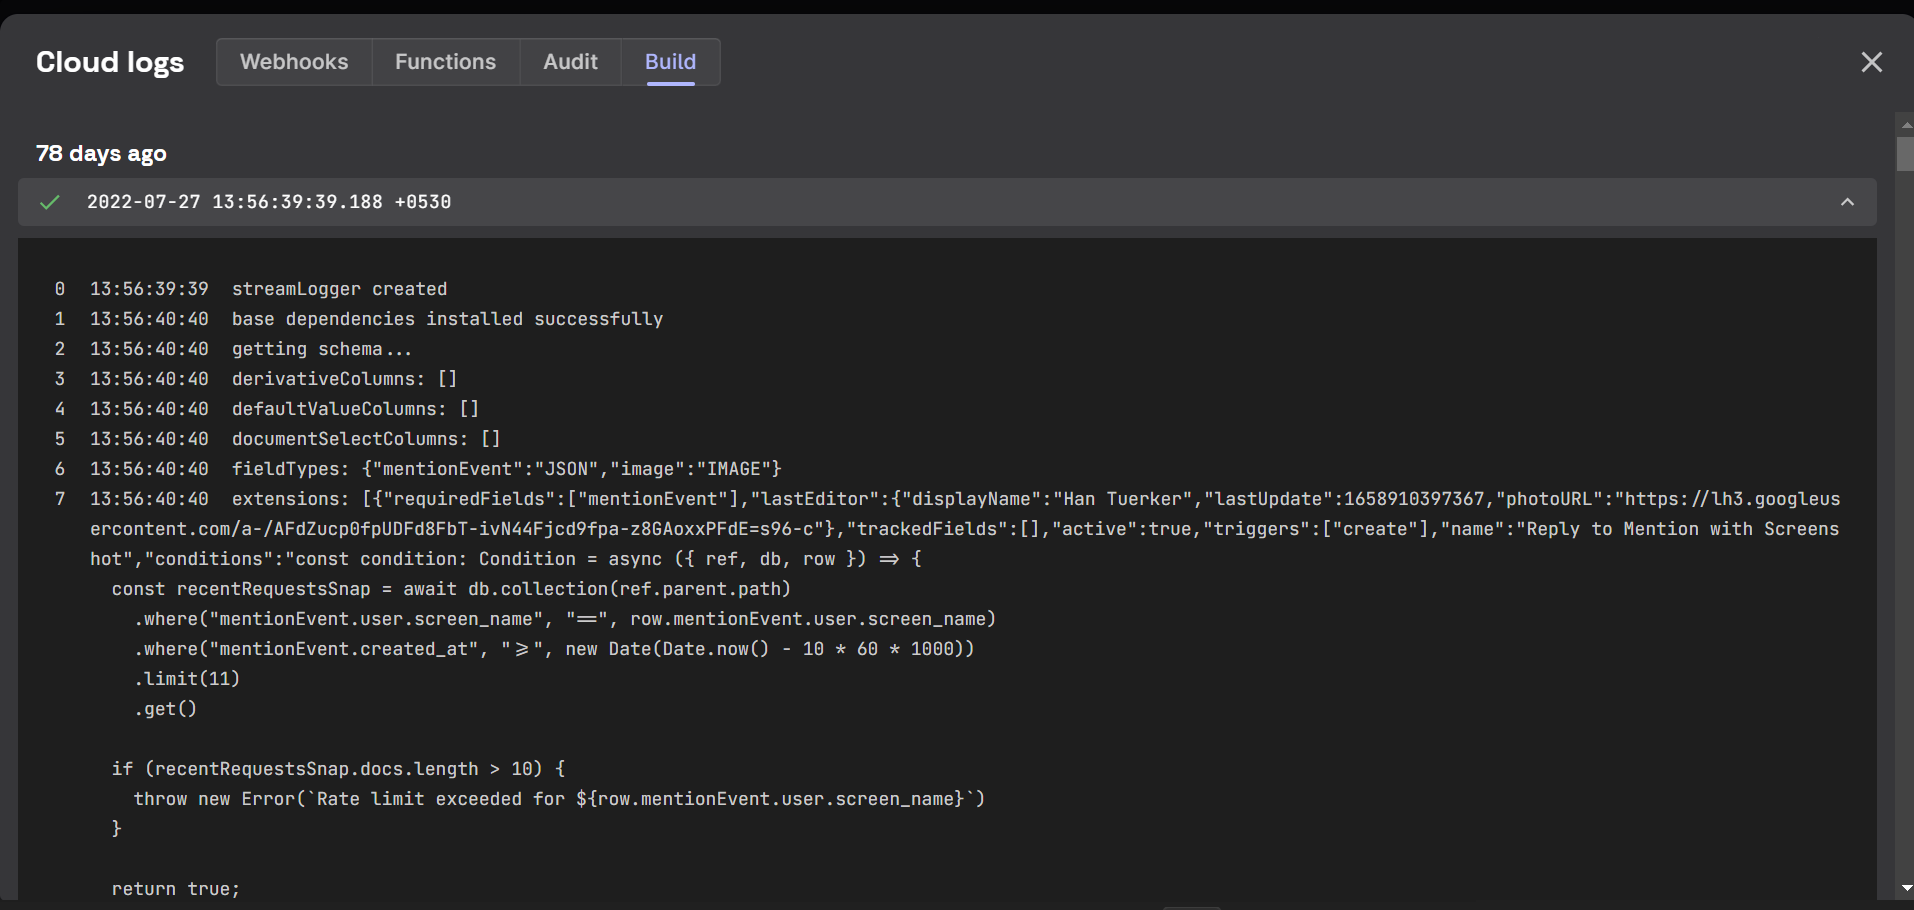 Cloud logs Webhooks Functions Audit Build
78 days ago
2022-07-27 13:56:39:39.188 +0530
0 13:56:39:39 streamLogger created
1 13:56:40:40 base dependencies installed successfully
2 13:56:40:40 getting schema...
3 13:56:40:40 derivativeColumns: []
4 13:56:40:40 defaultValueColumns: []
5 13:56:40:40 documentSelectColumns: []
6 13:56:40:40 fieldTypes: {"mentionEvent":"JSON","image":"IMAGE"}
7 13:56:40:40 extensions: [{"requiredFields":["mentionEvent"],"lastEditor":{"displayName":"Han Tuerker","lastUpdate":1658910397367,"photoURL":"https://lh3.googleus
ercontent.com/a-/AFdZucp0fpUDFd8FbT-ivN44Fjcd9fpa-z8GAoxxPFdE=s96-c"},"trackedFields":[],"active":true,"triggers":["create"],"name":"Reply to Mention with Screens
hot","conditions":"const condition: Condition = async ({ ref, db, row }) => {
const recentRequestsSnap = await db.collection(ref.parent.path)
.where("mentionEvent.user.screen_name", "==", row.mentionEvent.user.screen_name)
.where("mentionEvent.created_at", ">=", new Date(Date.now() - 10 * 60 * 1000))
.limit(11)
.get()
if (recentRequestsSnap.docs.length > 10) {
throw new Error(`Rate limit exceeded for ${row.mentionEvent.user.screen_name}`)
}
return true;